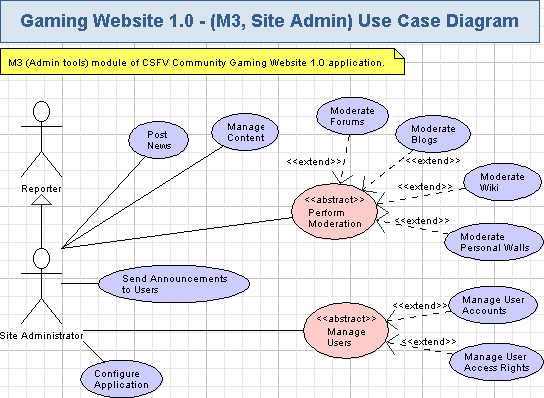 Gaming Website 1.0 - (M3, Site Admin) Use Case Diagram
M3 (Admin tools) module of CSFV Community Gaming Website 1.0 application.
Moderate
Forums
Post
News
Manage
Content
Moderate
Blogs
<<extend>>
<<extend>>
Moderate
Wiki
Reporter
<<extend>>
<<abstract>>
Perform
Moderation
<<extend>>
Moderate
Personal Walls
Send Announcements
to Users
Manage User
Accounts
<<extend>>
<<abstract>>
Manage
Users
Site Administrator
<<extend>>
Manage User
Access Rights
Configure
Application